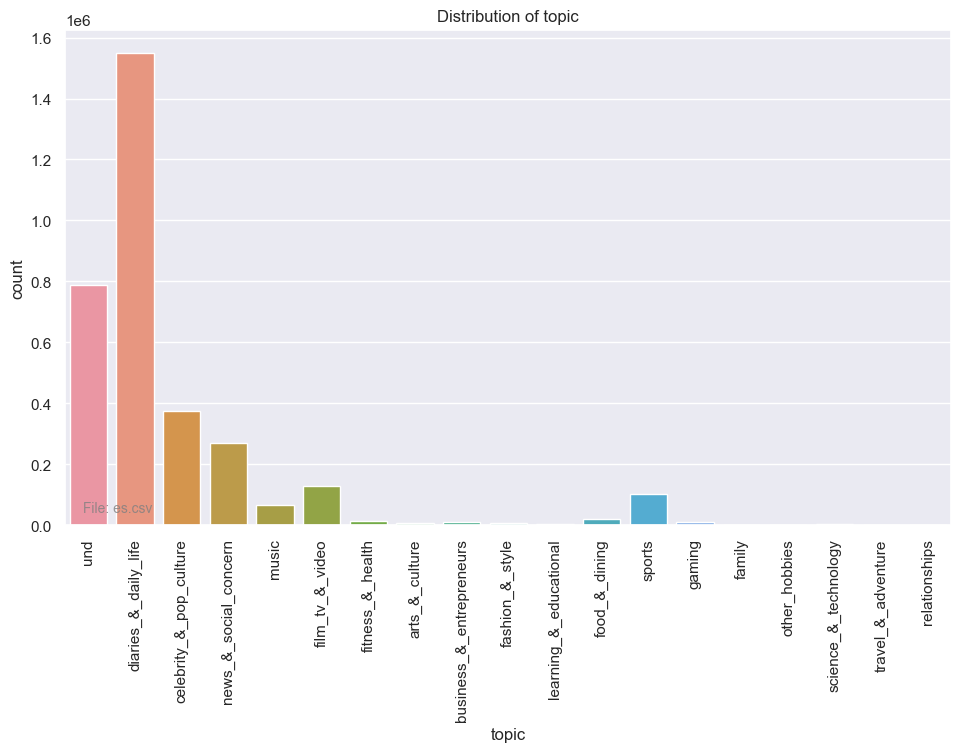 Distribution of topic
1e6
1.6
1.4
1.2
1.0
0.8
0.6
0.4
0.2
0.0
count
File: es.csv
und
diaries_&_daily_life
celebrity_&_pop_culture
news_&_social_concern
music
film_tv_&_video
fitness_&_health
arts_&_culture
business_&_entrepreneurs
fashion_&_style
learning_&_educational
food_&_dining
sports
gaming
family
other_hobbies
science_&_technology
travel_&_adventure
relationships
topic